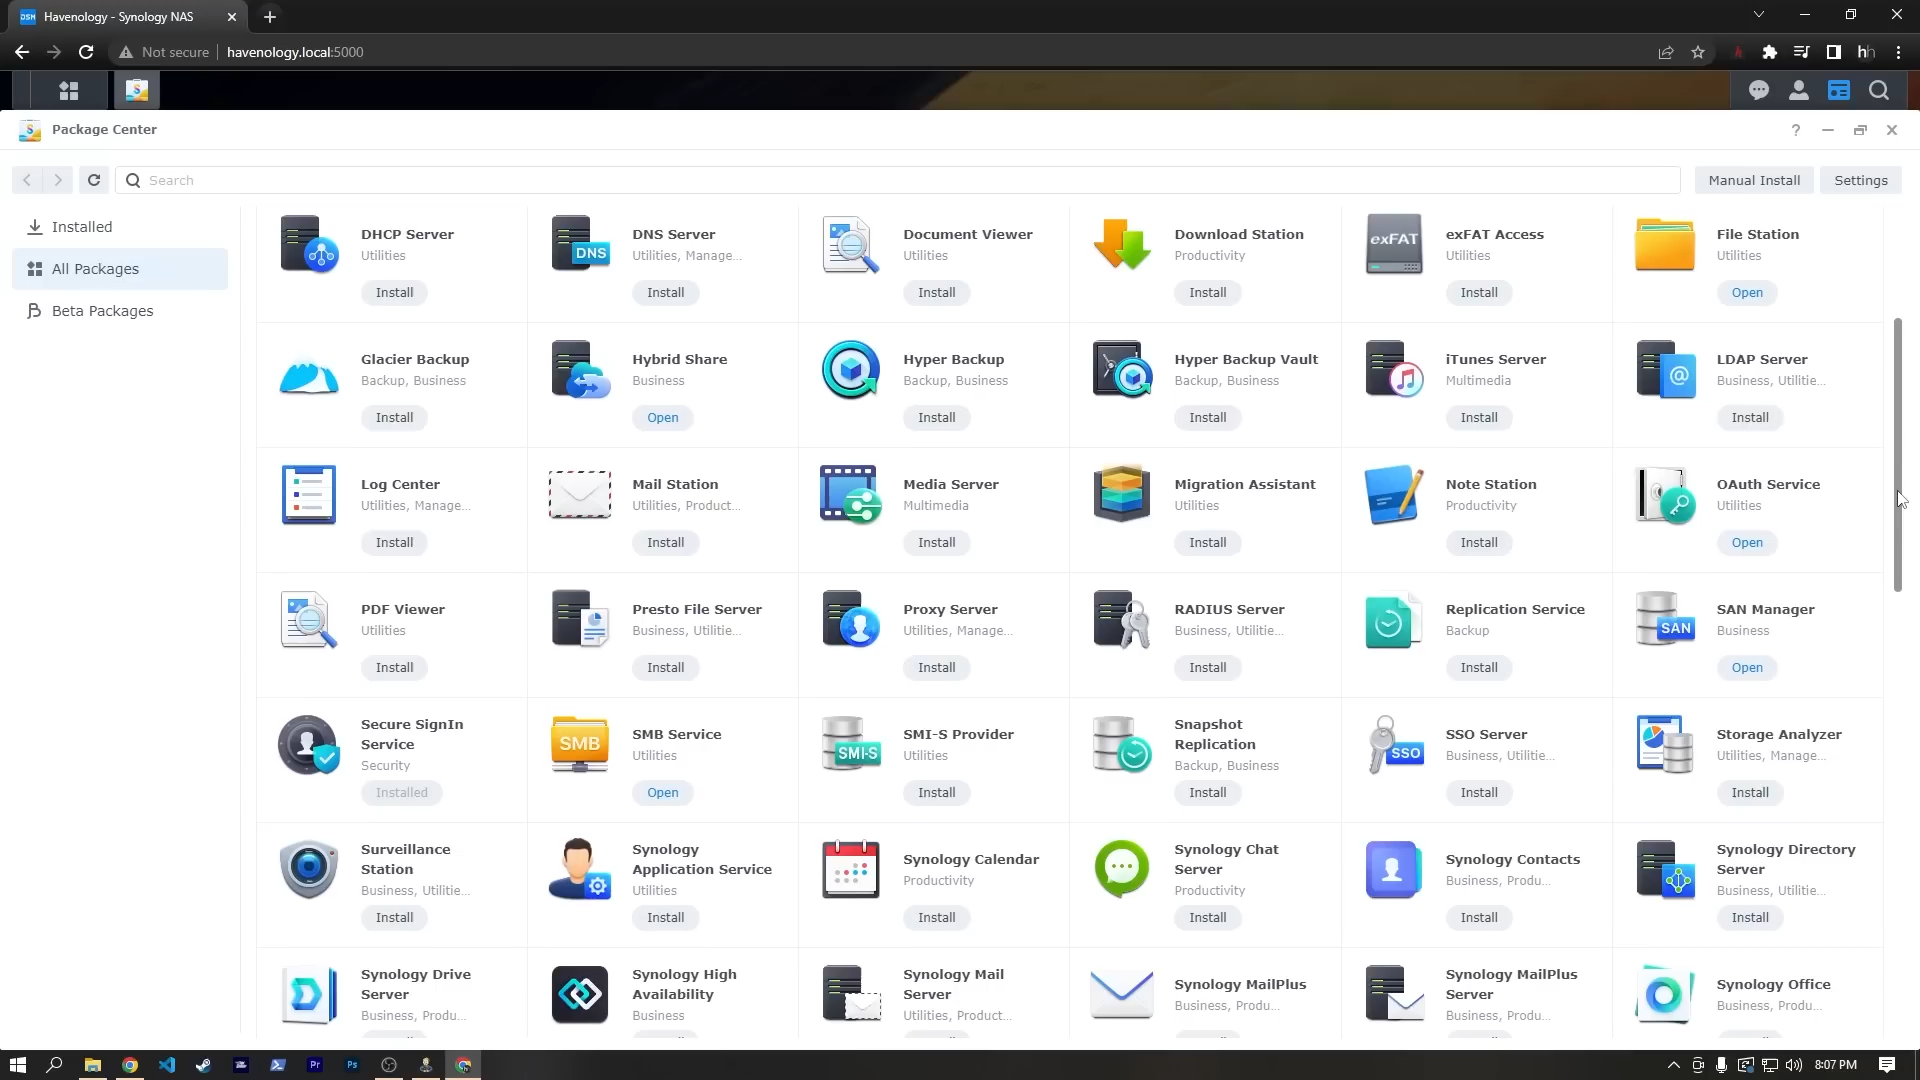 DSM Havenology - Synology NAS
Not secure havenology.local:5000
hh
S
S Package Center
Search
Manual Install Settings
Installed
All Packages
Beta Packages
DHCP Server
Utilities
Install
DNS
DNS Server
Utilities, Manage...
Install
Document Viewer
Utilities
Install
Download Station
Productivity
Install
exFAT
exFAT Access
Utilities
Install
File Station
Utilities
Open
Glacier Backup
Backup, Business
Install
Hybrid Share
Business
Open
Hyper Backup
Backup, Business
Install
Hyper Backup Vault
Backup, Business
Install
iTunes Server
Multimedia
Install
@
LDAP Server
Business, Utilitie...
Install
Log Center
Utilities, Manage...
Install
Mail Station
Utilities, Product...
Install
Media Server
Multimedia
Install
Migration Assistant
Utilities
Install
Note Station
Productivity
Install
OAuth Service
Utilities
Open
PDF Viewer
Utilities
Install
Presto File Server
Business, Utilitie...
Install
Proxy Server
Utilities, Manage...
Install
RADIUS Server
Business, Utilitie...
Install
Replication Service
Backup
Install
SAN
SAN Manager
Business
Open
Secure SignIn
Service
Security
Installed
SMB
SMB Service
Utilities
Open
SMI-S
SMI-S Provider
Utilities
Install
Snapshot
Replication
Backup, Business
Install
SSO
SSO Server
Business, Utilitie...
Install
Storage Analyzer
Utilities, Manage...
Install
Surveillance
Station
Business, Utilitie...
Install
Synology
Application Service
Utilities
Install
Synology Calendar
Productivity
Install
Synology Chat
Server
Productivity
Install
Synology Contacts
Business, Produ...
Install
Synology Directory
Server
Business, Utilitie...
Install
Synology Drive
Server
Business, Produ...
Synology High
Availability
Business
Synology Mail
Server
Utilities, Product...
Synology MailPlus
Business, Produ...
Synology MailPlus
Server
Business, Produ...
Synology Office
Business, Produ...
Pr Ps
8:07 PM